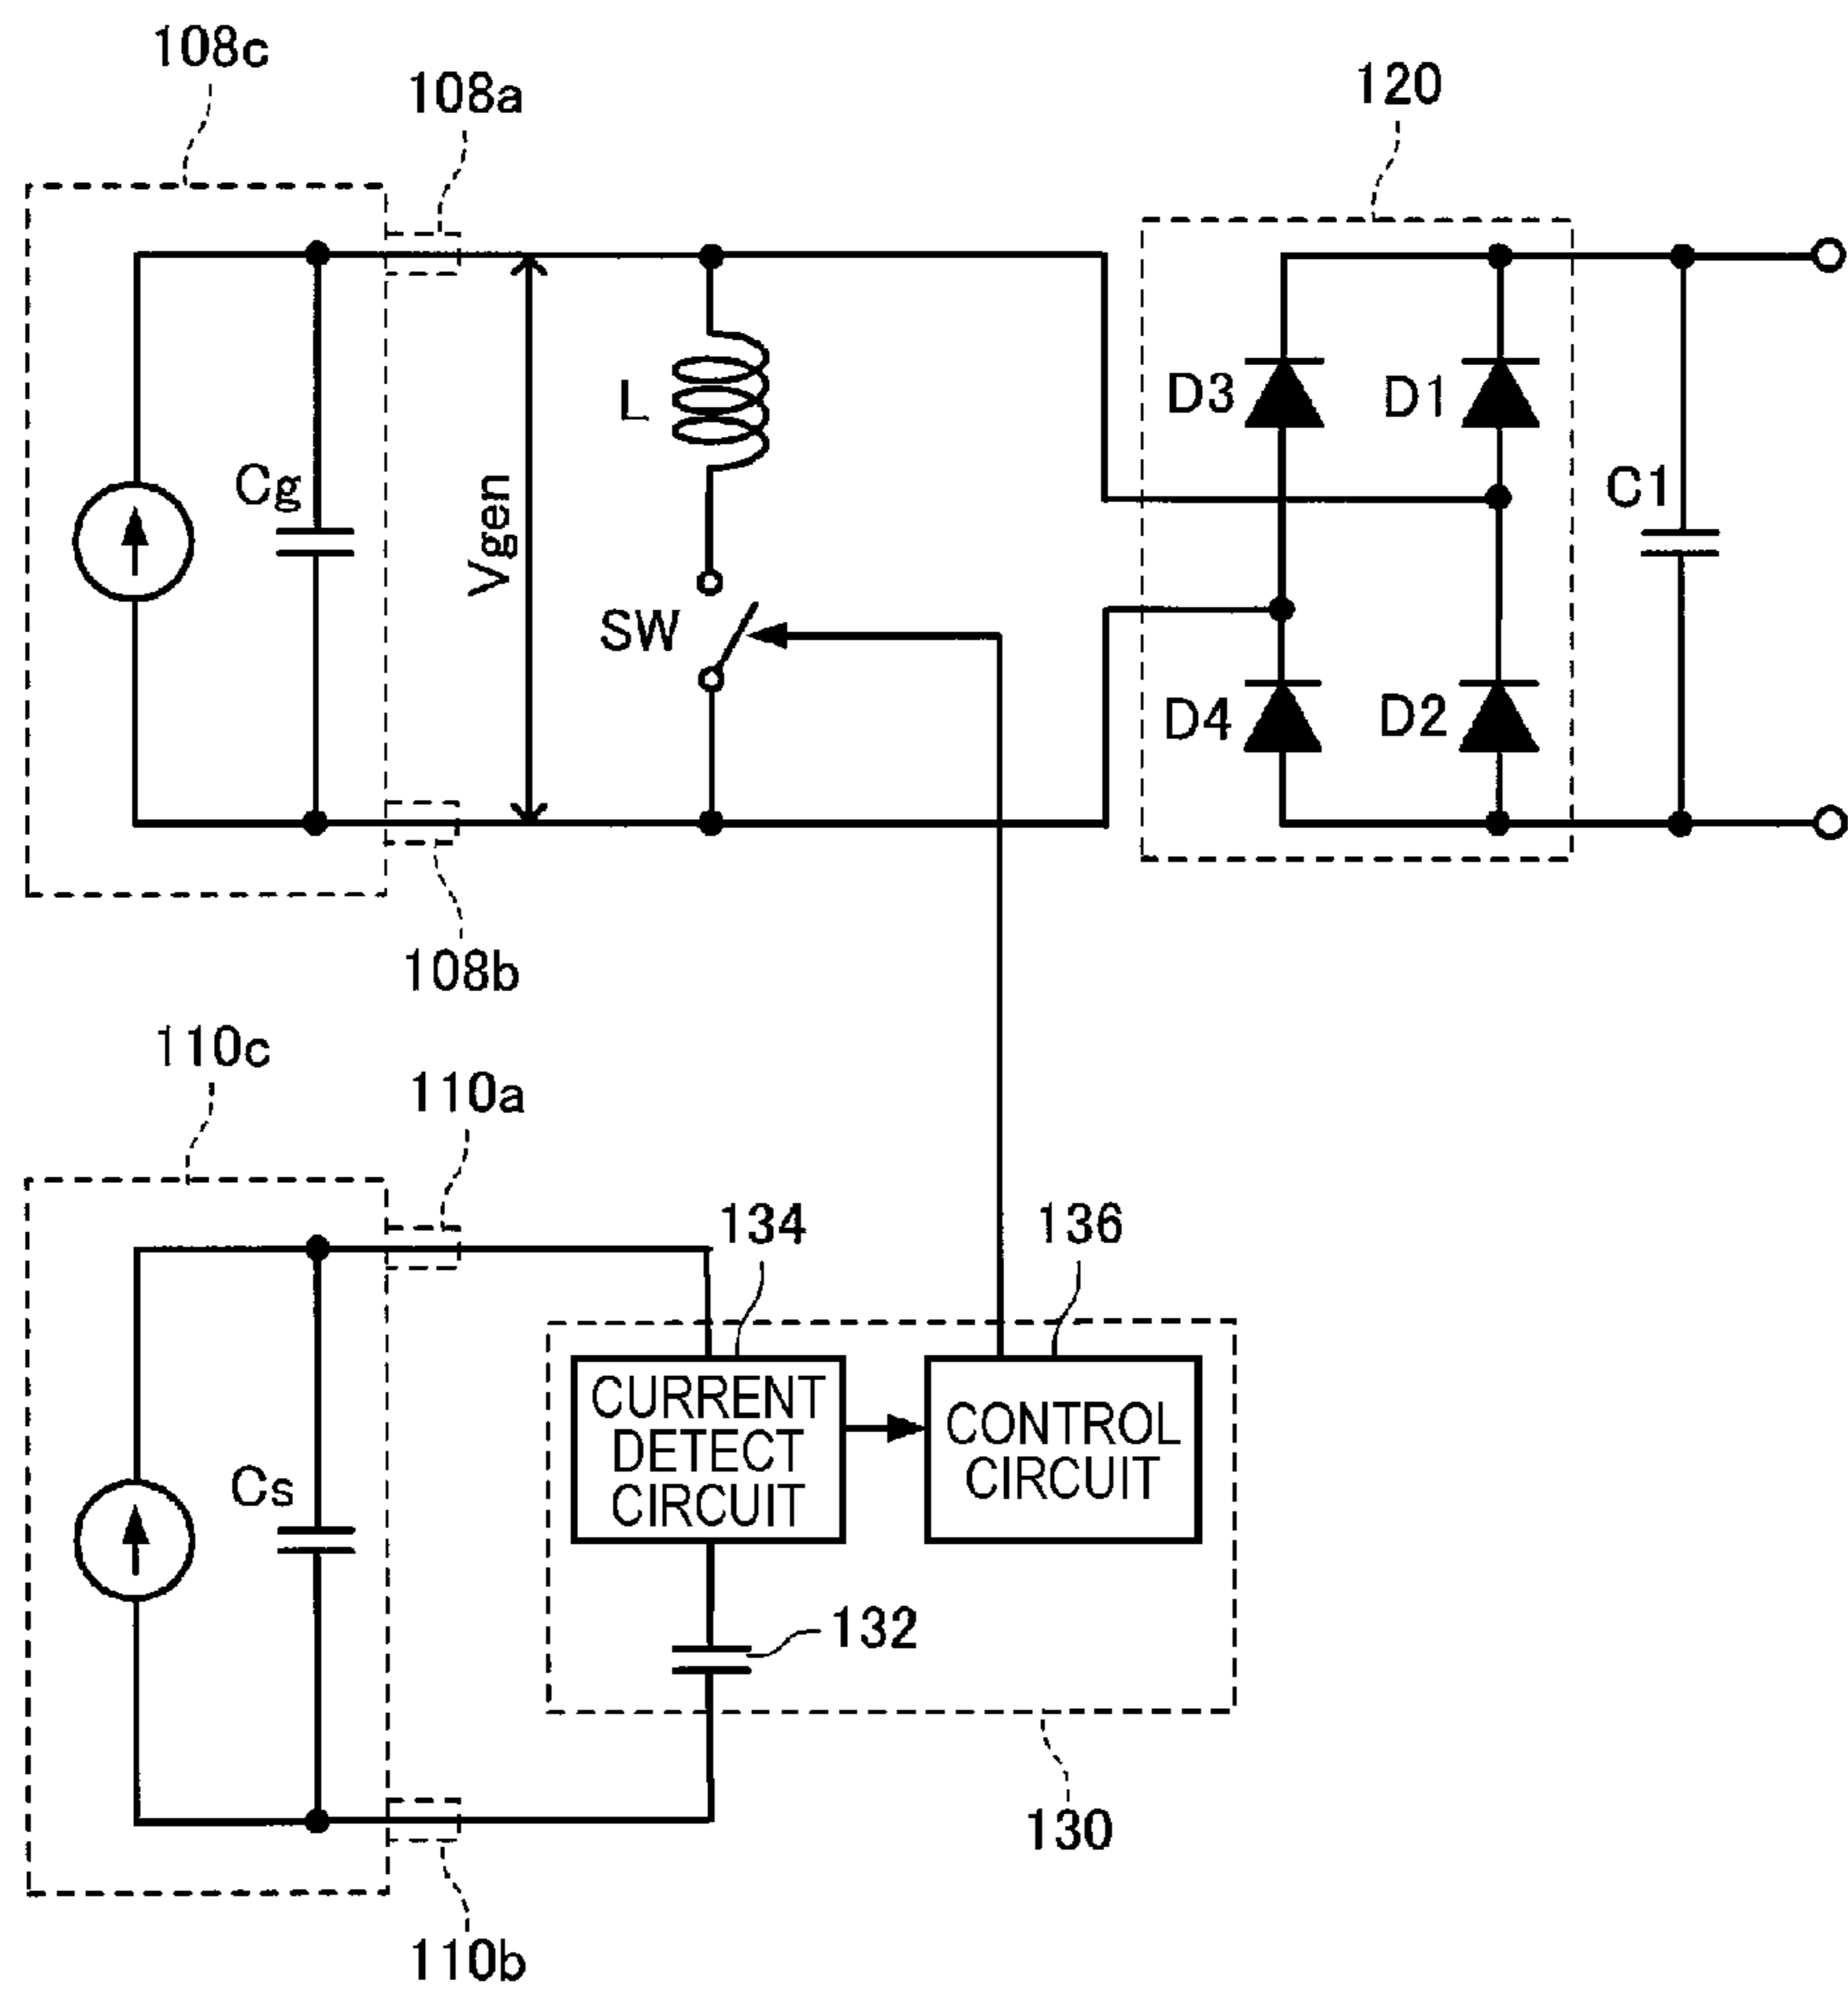 108c
108a
120
D3
D1
L
Cg
Vgen
C1
SW
D4
D2
108b
110c
110a
134
136
CURRENT
DETECT
CIRCUIT
CONTROL
CIRCUIT
Cs
132
130
110b